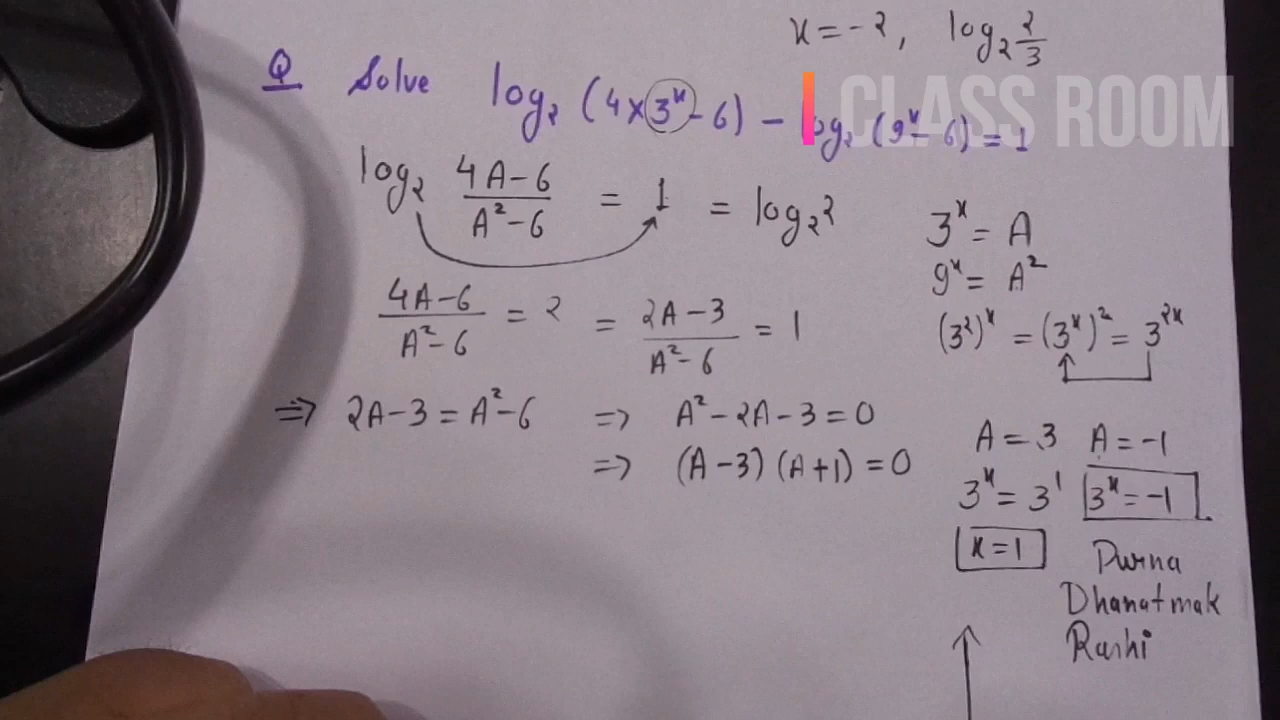 x = -2, log₂ 2/3
CLASS ROOM
Q Solve log₂ (4×3ˣ-6) - log₂ (9ˣ-6) = 1
log₂ (4A-6)/(A²-6) = 1 = log₂ 2
3ˣ = A
9ˣ = A²
(4A-6)/(A²-6) = 2 = (2A-3)/(A²-6) = 1
(3²)ˣ = (3ˣ)² = 3²ˣ
⇒ 2A-3 = A²-6 ⇒ A²-2A-3=0
⇒ (A-3)(A+1)=0
A = 3 A = -1
3ˣ = 3¹ 3ˣ = -1
x = 1
Purna
Dhanatmak
Rashi